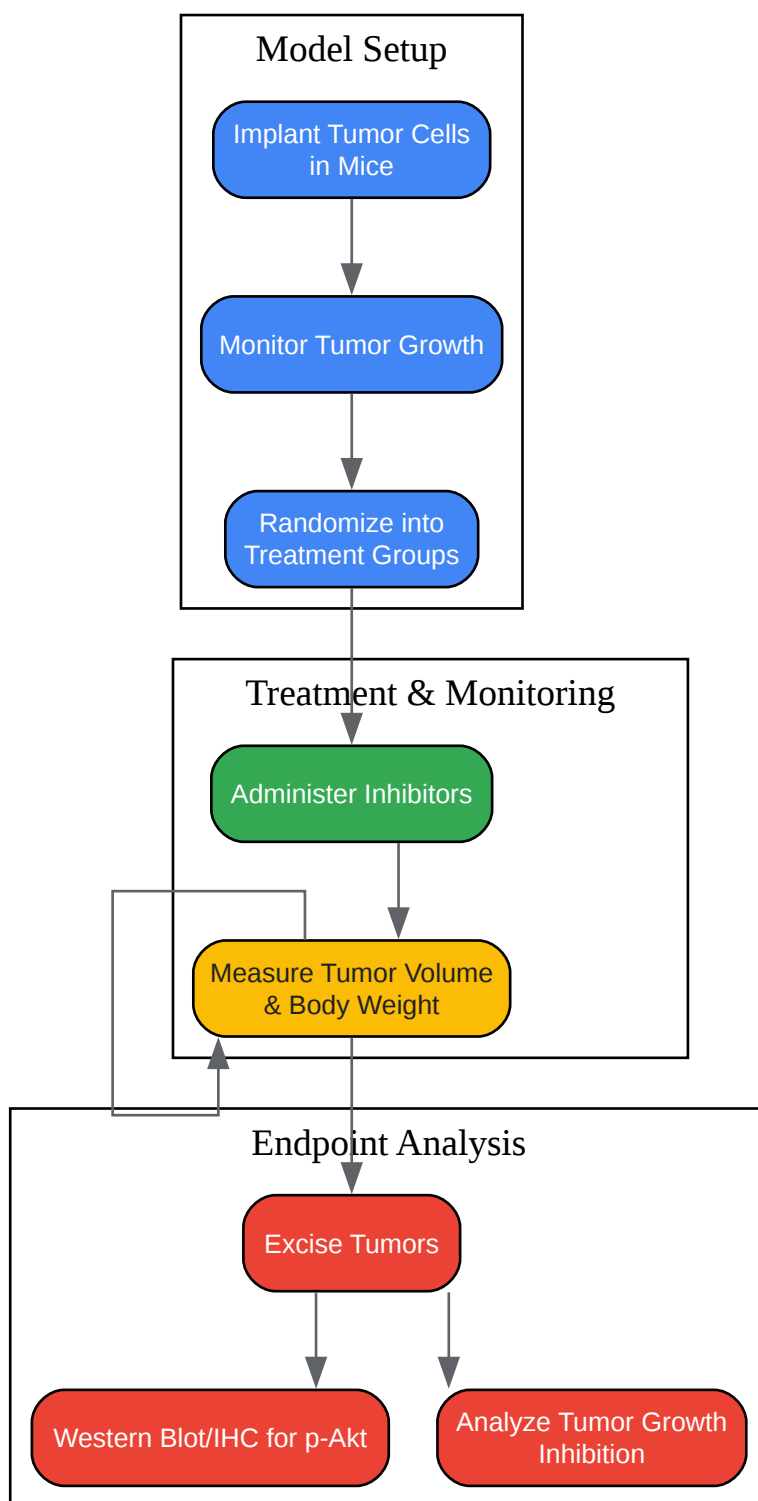 Model Setup
Implant Tumor Cells
in Mice
Monitor Tumor Growth
Randomize into
Treatment Groups
Treatment & Monitoring
Administer Inhibitors
Measure Tumor Volume
& Body Weight
Endpoint Analysis
Excise Tumors
Western Blot/IHC for p-Akt
Analyze Tumor Growth
Inhibition